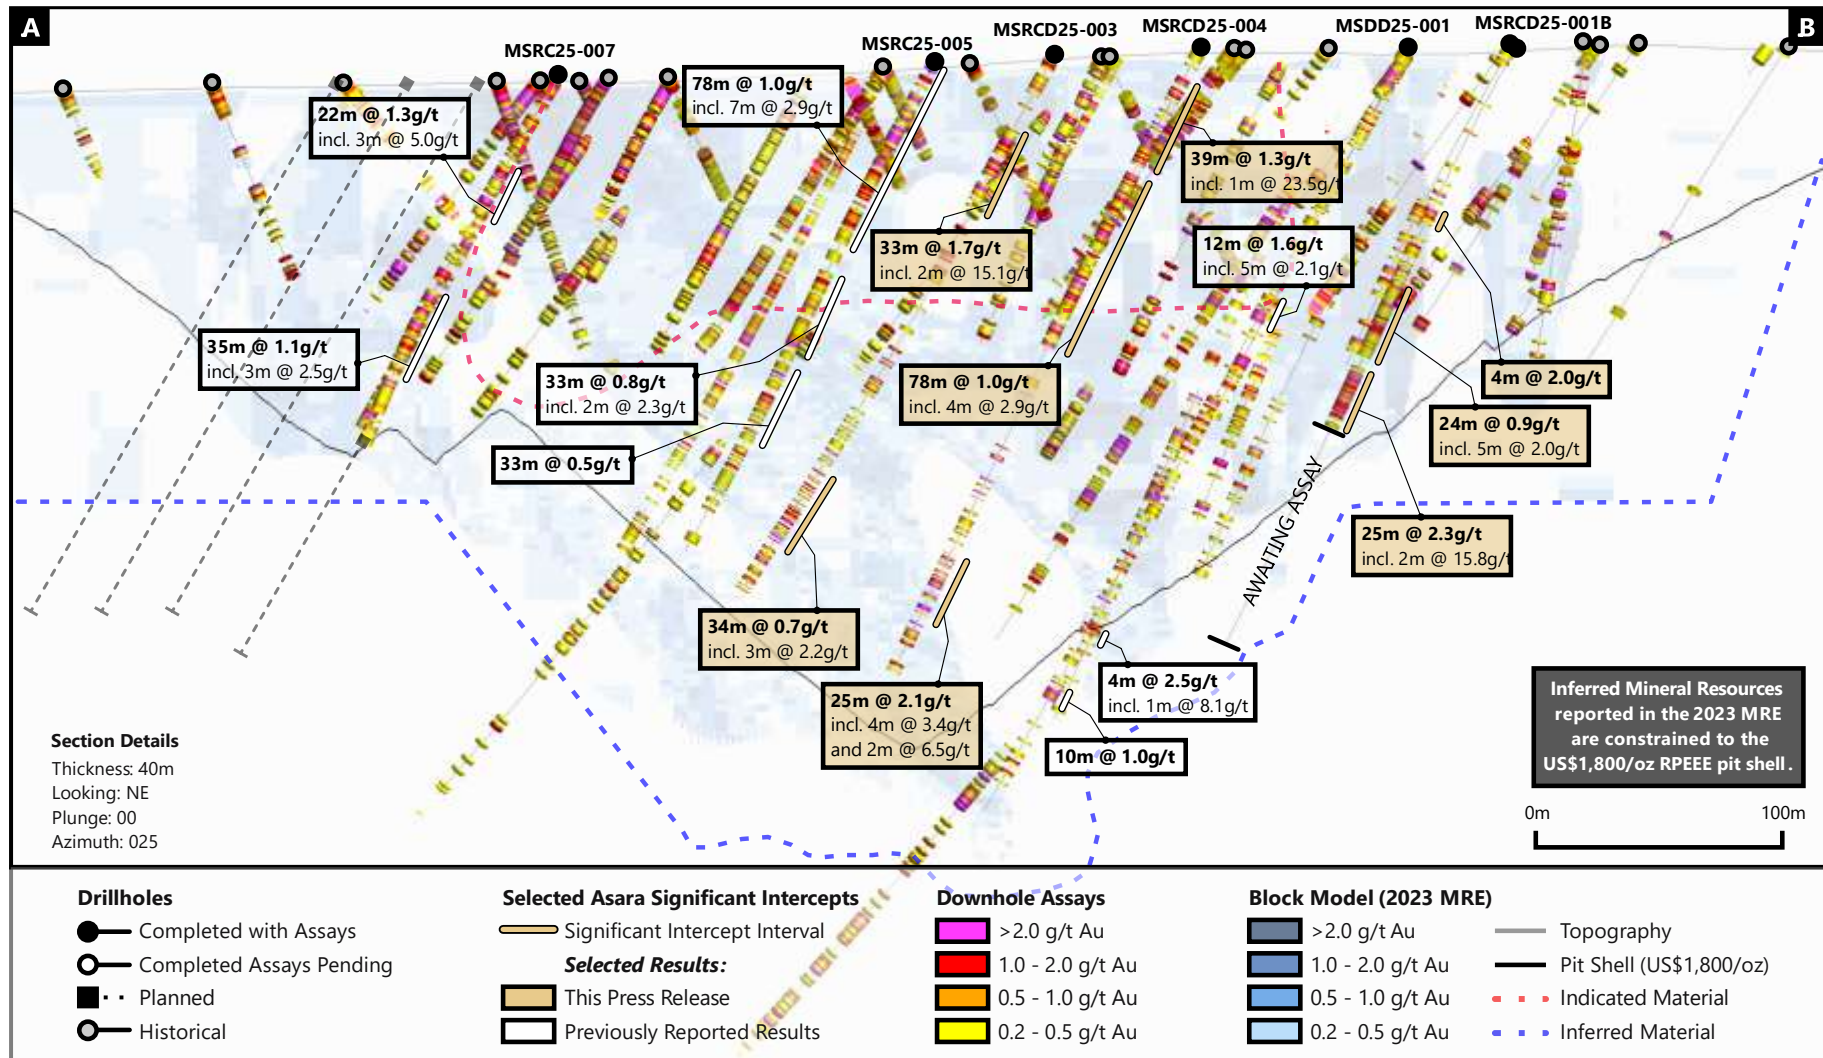 A
B
MSRC25-007
MSRC25-005
MSRCD25-003
MSRCD25-004
MSDD25-001
MSRCD25-001B
22m @ 1.3g/t
incl. 3m @ 5.0g/t
78m @ 1.0g/t
incl. 7m @ 2.9g/t
39m @ 1.3g/t
incl. 1m @ 23.5g/t
33m @ 1.7g/t
incl. 2m @ 15.1g/t
12m @ 1.6g/t
incl. 5m @ 2.1g/t
35m @ 1.1g/t
incl. 3m @ 2.5g/t
33m @ 0.8g/t
incl. 2m @ 2.3g/t
78m @ 1.0g/t
incl. 4m @ 2.9g/t
4m @ 2.0g/t
24m @ 0.9g/t
incl. 5m @ 2.0g/t
33m @ 0.5g/t
AWAITING ASSAY
25m @ 2.3g/t
incl. 2m @ 15.8g/t
34m @ 0.7g/t
incl. 3m @ 2.2g/t
4m @ 2.5g/t
incl. 1m @ 8.1g/t
25m @ 2.1g/t
incl. 4m @ 3.4g/t
and 2m @ 6.5g/t
10m @ 1.0g/t
Section Details
Thickness: 40m
Looking: NE
Plunge: 00
Azimuth: 025
Inferred Mineral Resources
reported in the 2023 MRE
are constrained to the
US$1,800/oz RPEEE pit shell.
0m 100m
Drillholes
Completed with Assays
Completed Assays Pending
Planned
Historical
Selected Asara Significant Intercepts
Significant Intercept Interval
Selected Results:
This Press Release
Previously Reported Results
Downhole Assays
>2.0 g/t Au
1.0 - 2.0 g/t Au
0.5 - 1.0 g/t Au
0.2 - 0.5 g/t Au
Block Model (2023 MRE)
>2.0 g/t Au
1.0 - 2.0 g/t Au
0.5 - 1.0 g/t Au
0.2 - 0.5 g/t Au
Topography
Pit Shell (US$1,800/oz)
Indicated Material
Inferred Material